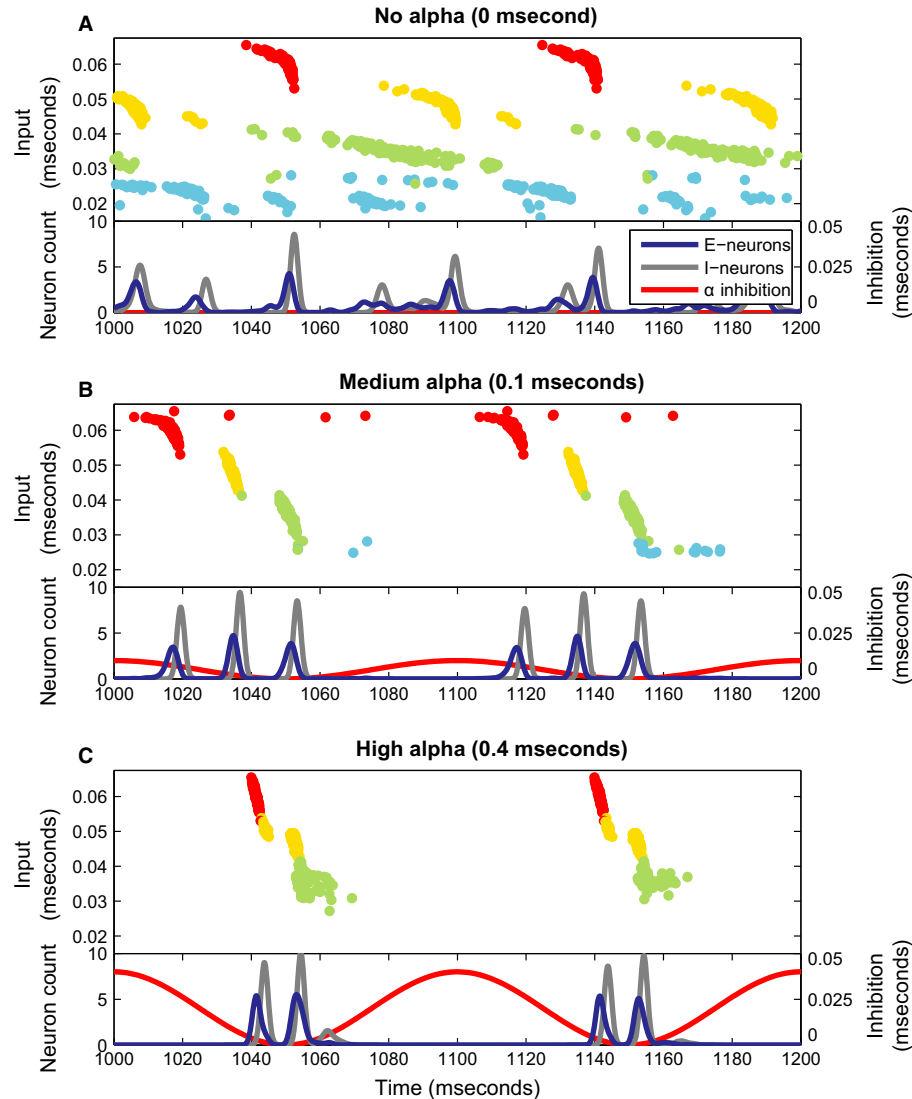 A
No alpha (0 msecond)
Input
(mseconds)
0.06
0.05
0.04
0.03
0.02
Neuron count
10
5
0
0.05
0.025
0
Inhibition
(mseconds)
E−neurons
I−neurons
α inhibition
1000 1020 1040 1060 1080 1100 1120 1140 1160 1180 1200
B
Medium alpha (0.1 mseconds)
Input
(mseconds)
0.06
0.05
0.04
0.03
0.02
Neuron count
10
5
0
0.05
0.025
0
Inhibition
(mseconds)
1000 1020 1040 1060 1080 1100 1120 1140 1160 1180 1200
C
High alpha (0.4 mseconds)
Input
(mseconds)
0.06
0.05
0.04
0.03
0.02
Neuron count
10
5
0
0.05
0.025
0
Inhibition
(mseconds)
1000 1020 1040 1060 1080 1100 1120 1140 1160 1180 1200
Time (mseconds)